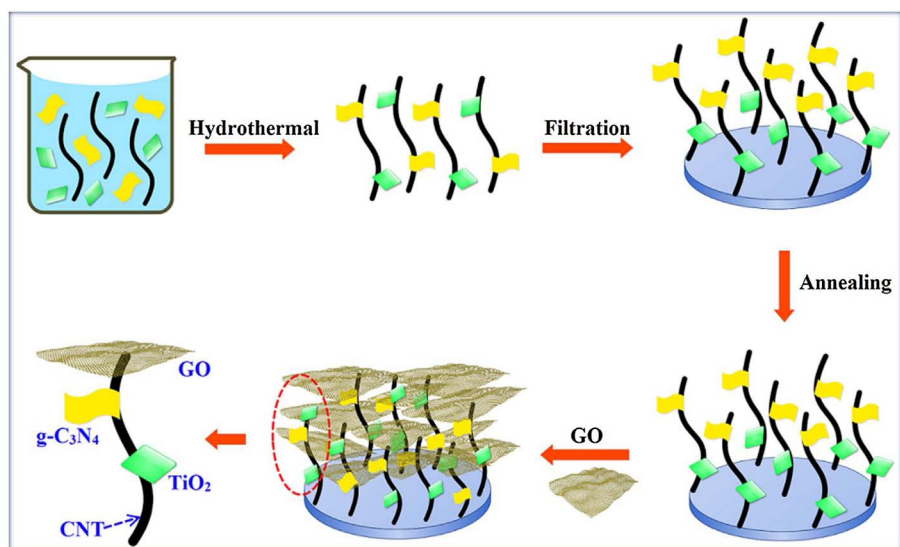 Hydrothermal
Filtration
Annealing
GO
GO
g-C₃N₄
TiO₂
CNT